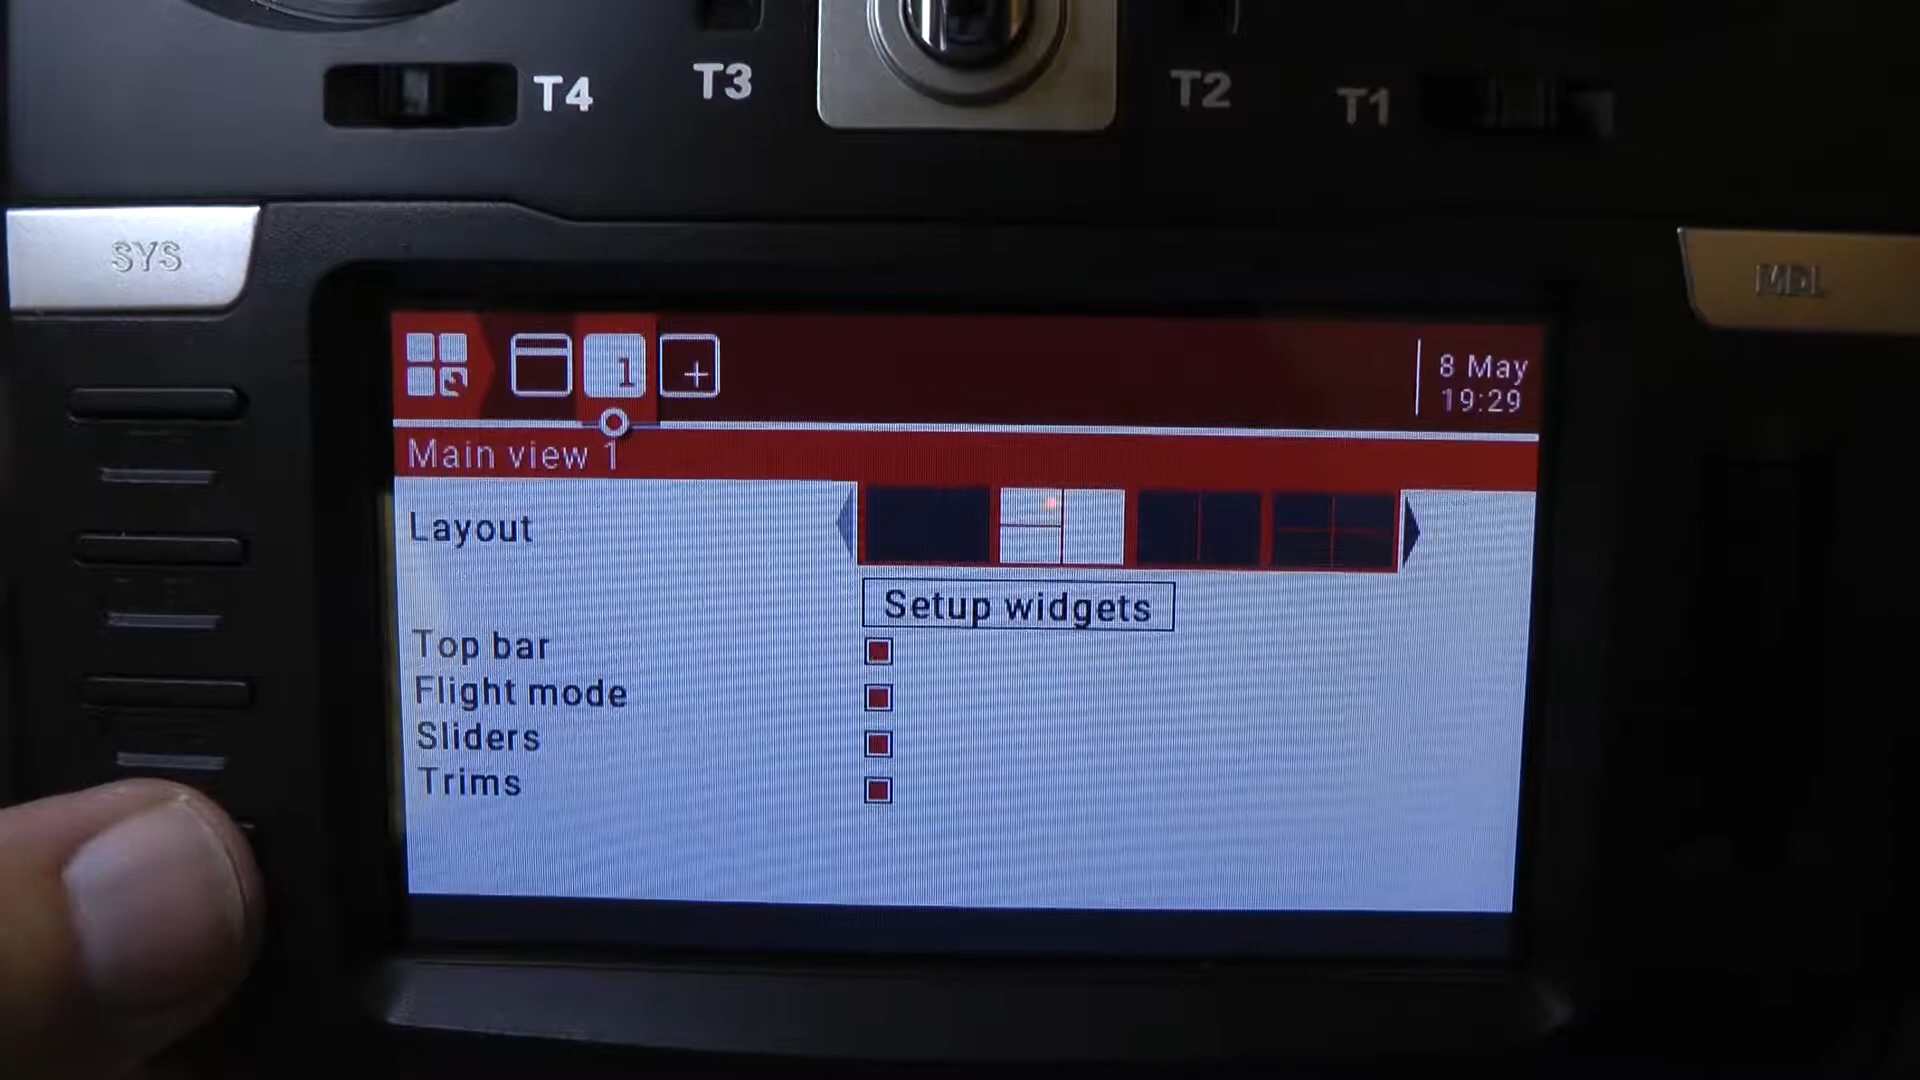 T4 T3 T2 T1
SYS
MDL
1
+
8 May
19:29
Main view 1
Layout
Setup widgets
Top bar
Flight mode
Sliders
Trims